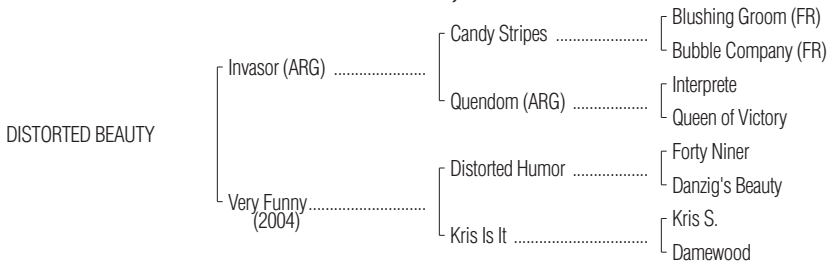 Blushing Groom (FR)
Candy Stripes ......................
Bubble Company (FR)
Invasor (ARG) ......................
Interprete
Quendom (ARG) ..................
Queen of Victory
DISTORTED BEAUTY
Forty Niner
Distorted Humor ..................
Danzig's Beauty
Very Funny............................
(2004)
Kris S.
Kris Is It ................................
Damewood